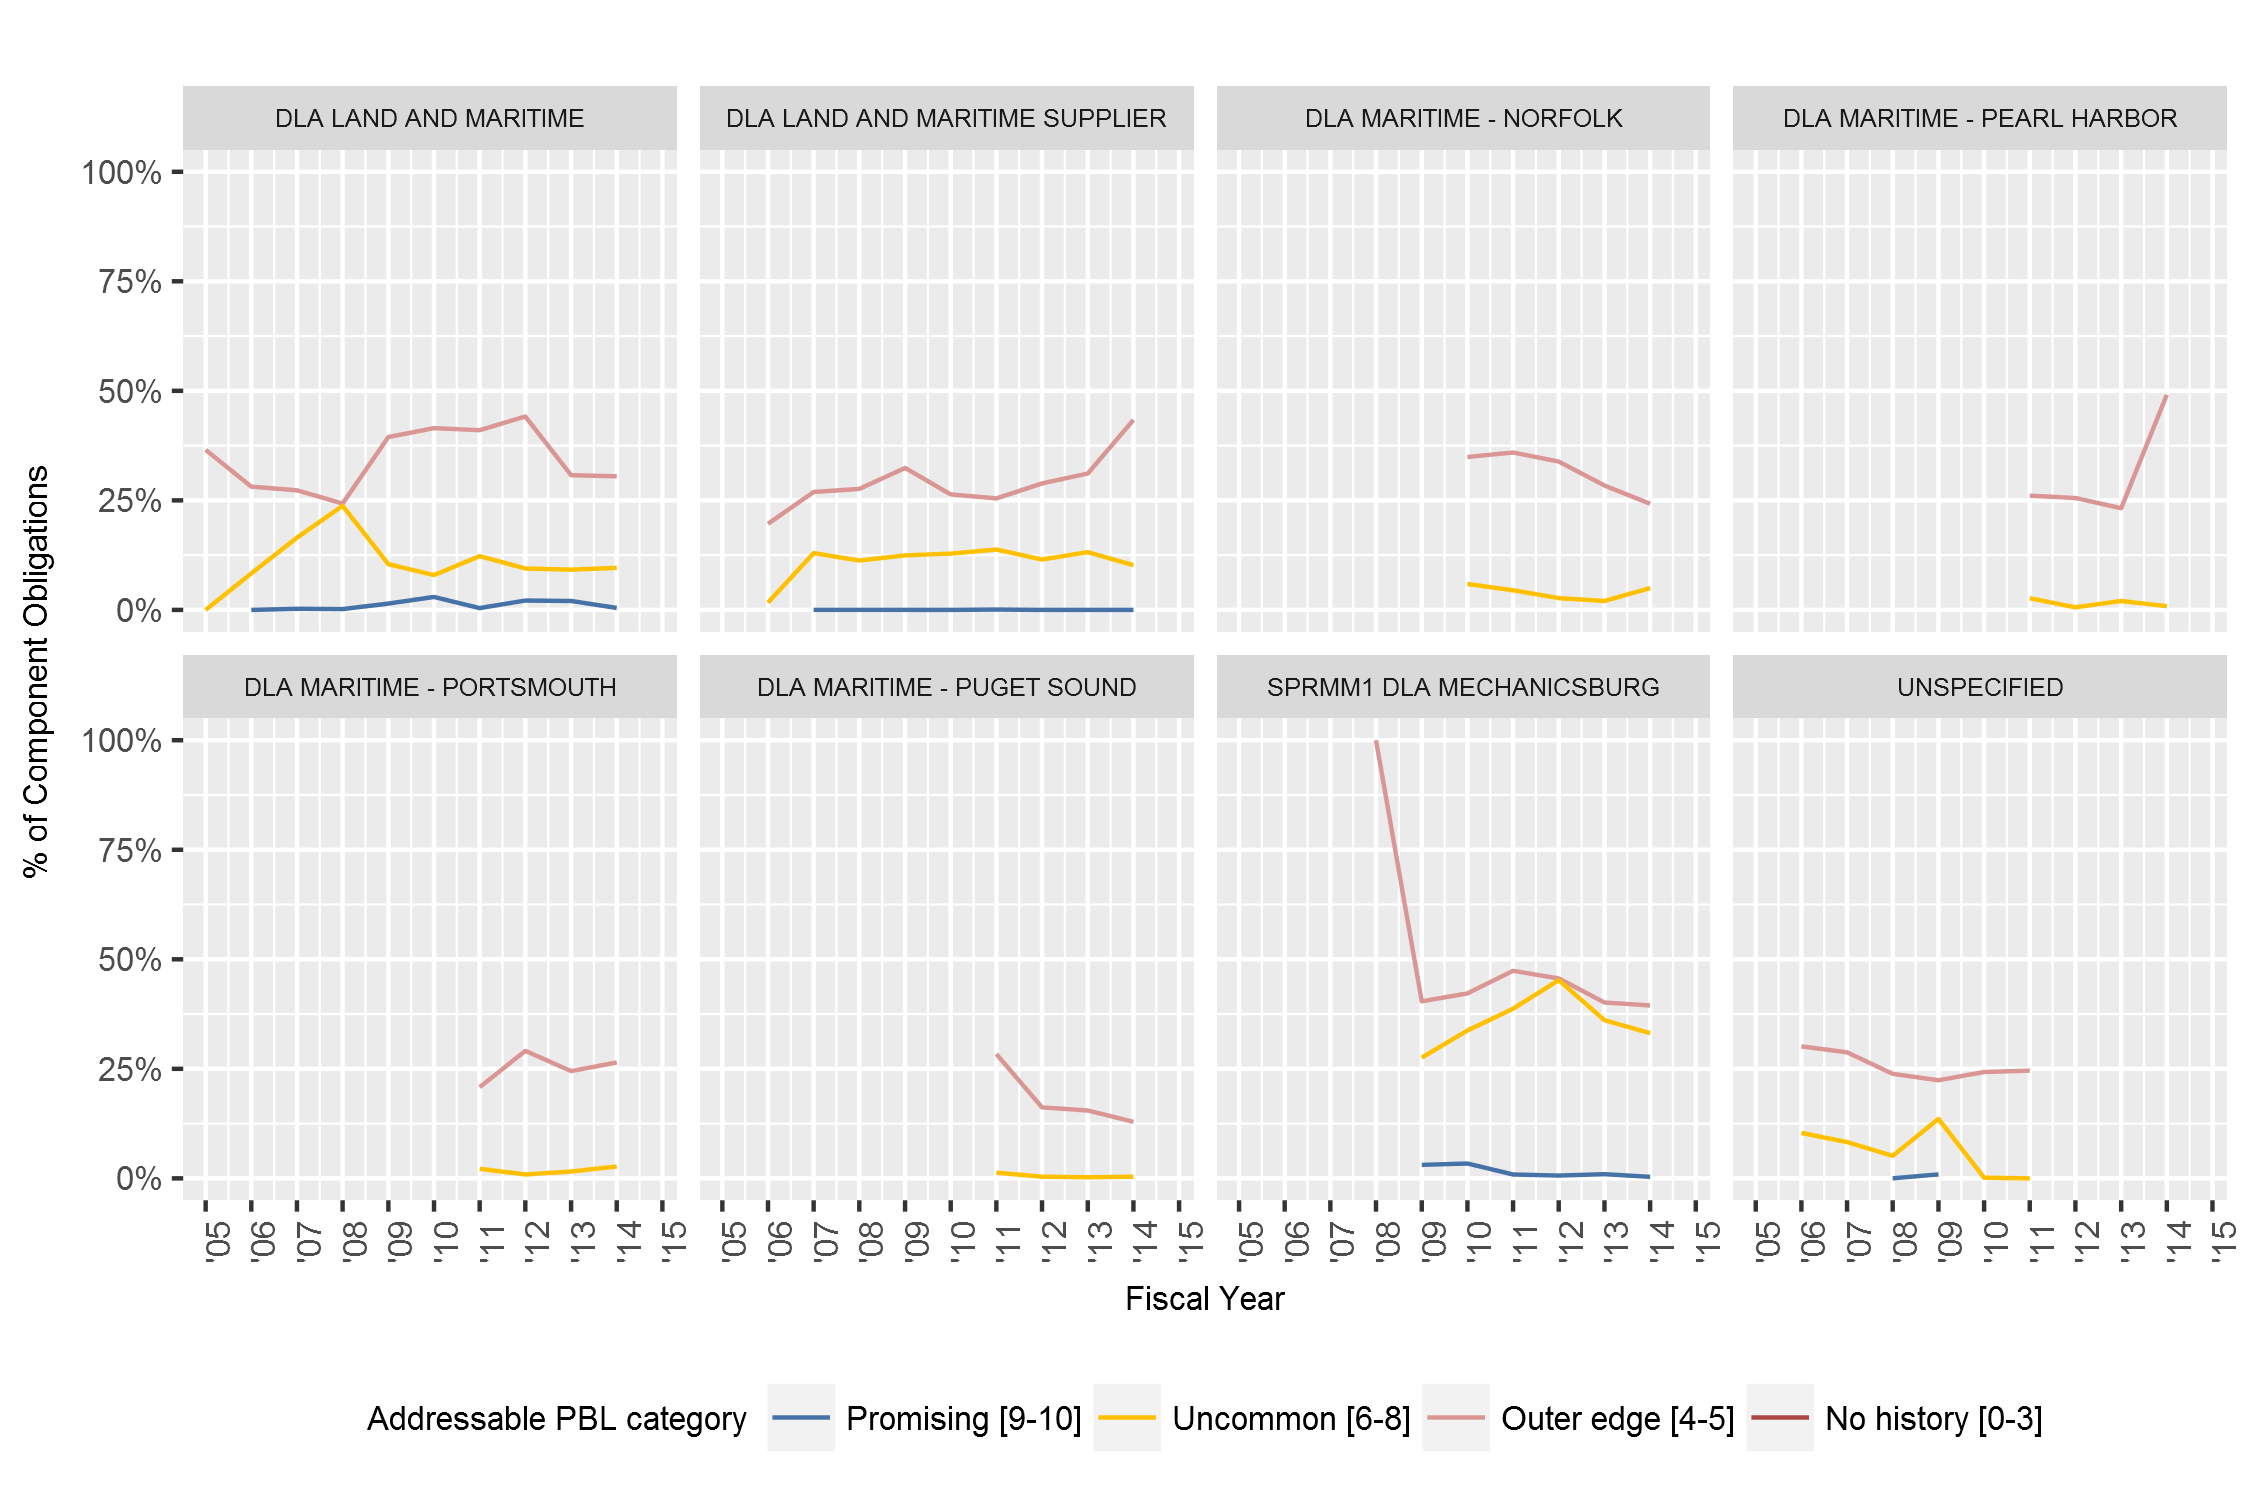 DLA LAND AND MARITIME
DLA LAND AND MARITIME SUPPLIER
DLA MARITIME - NORFOLK
DLA MARITIME - PEARL HARBOR
100%
75%
50%
25%
0%
DLA MARITIME - PORTSMOUTH
DLA MARITIME - PUGET SOUND
SPRMM1 DLA MECHANICSBURG
UNSPECIFIED
100%
75%
50%
25%
0%
% of Component Obligations
'05 '06 '07 '08 '09 '10 '11 '12 '13 '14 '15
'05 '06 '07 '08 '09 '10 '11 '12 '13 '14 '15
'05 '06 '07 '08 '09 '10 '11 '12 '13 '14 '15
'05 '06 '07 '08 '09 '10 '11 '12 '13 '14 '15
Fiscal Year
Addressable PBL category Promising [9-10] Uncommon [6-8] Outer edge [4-5] No history [0-3]